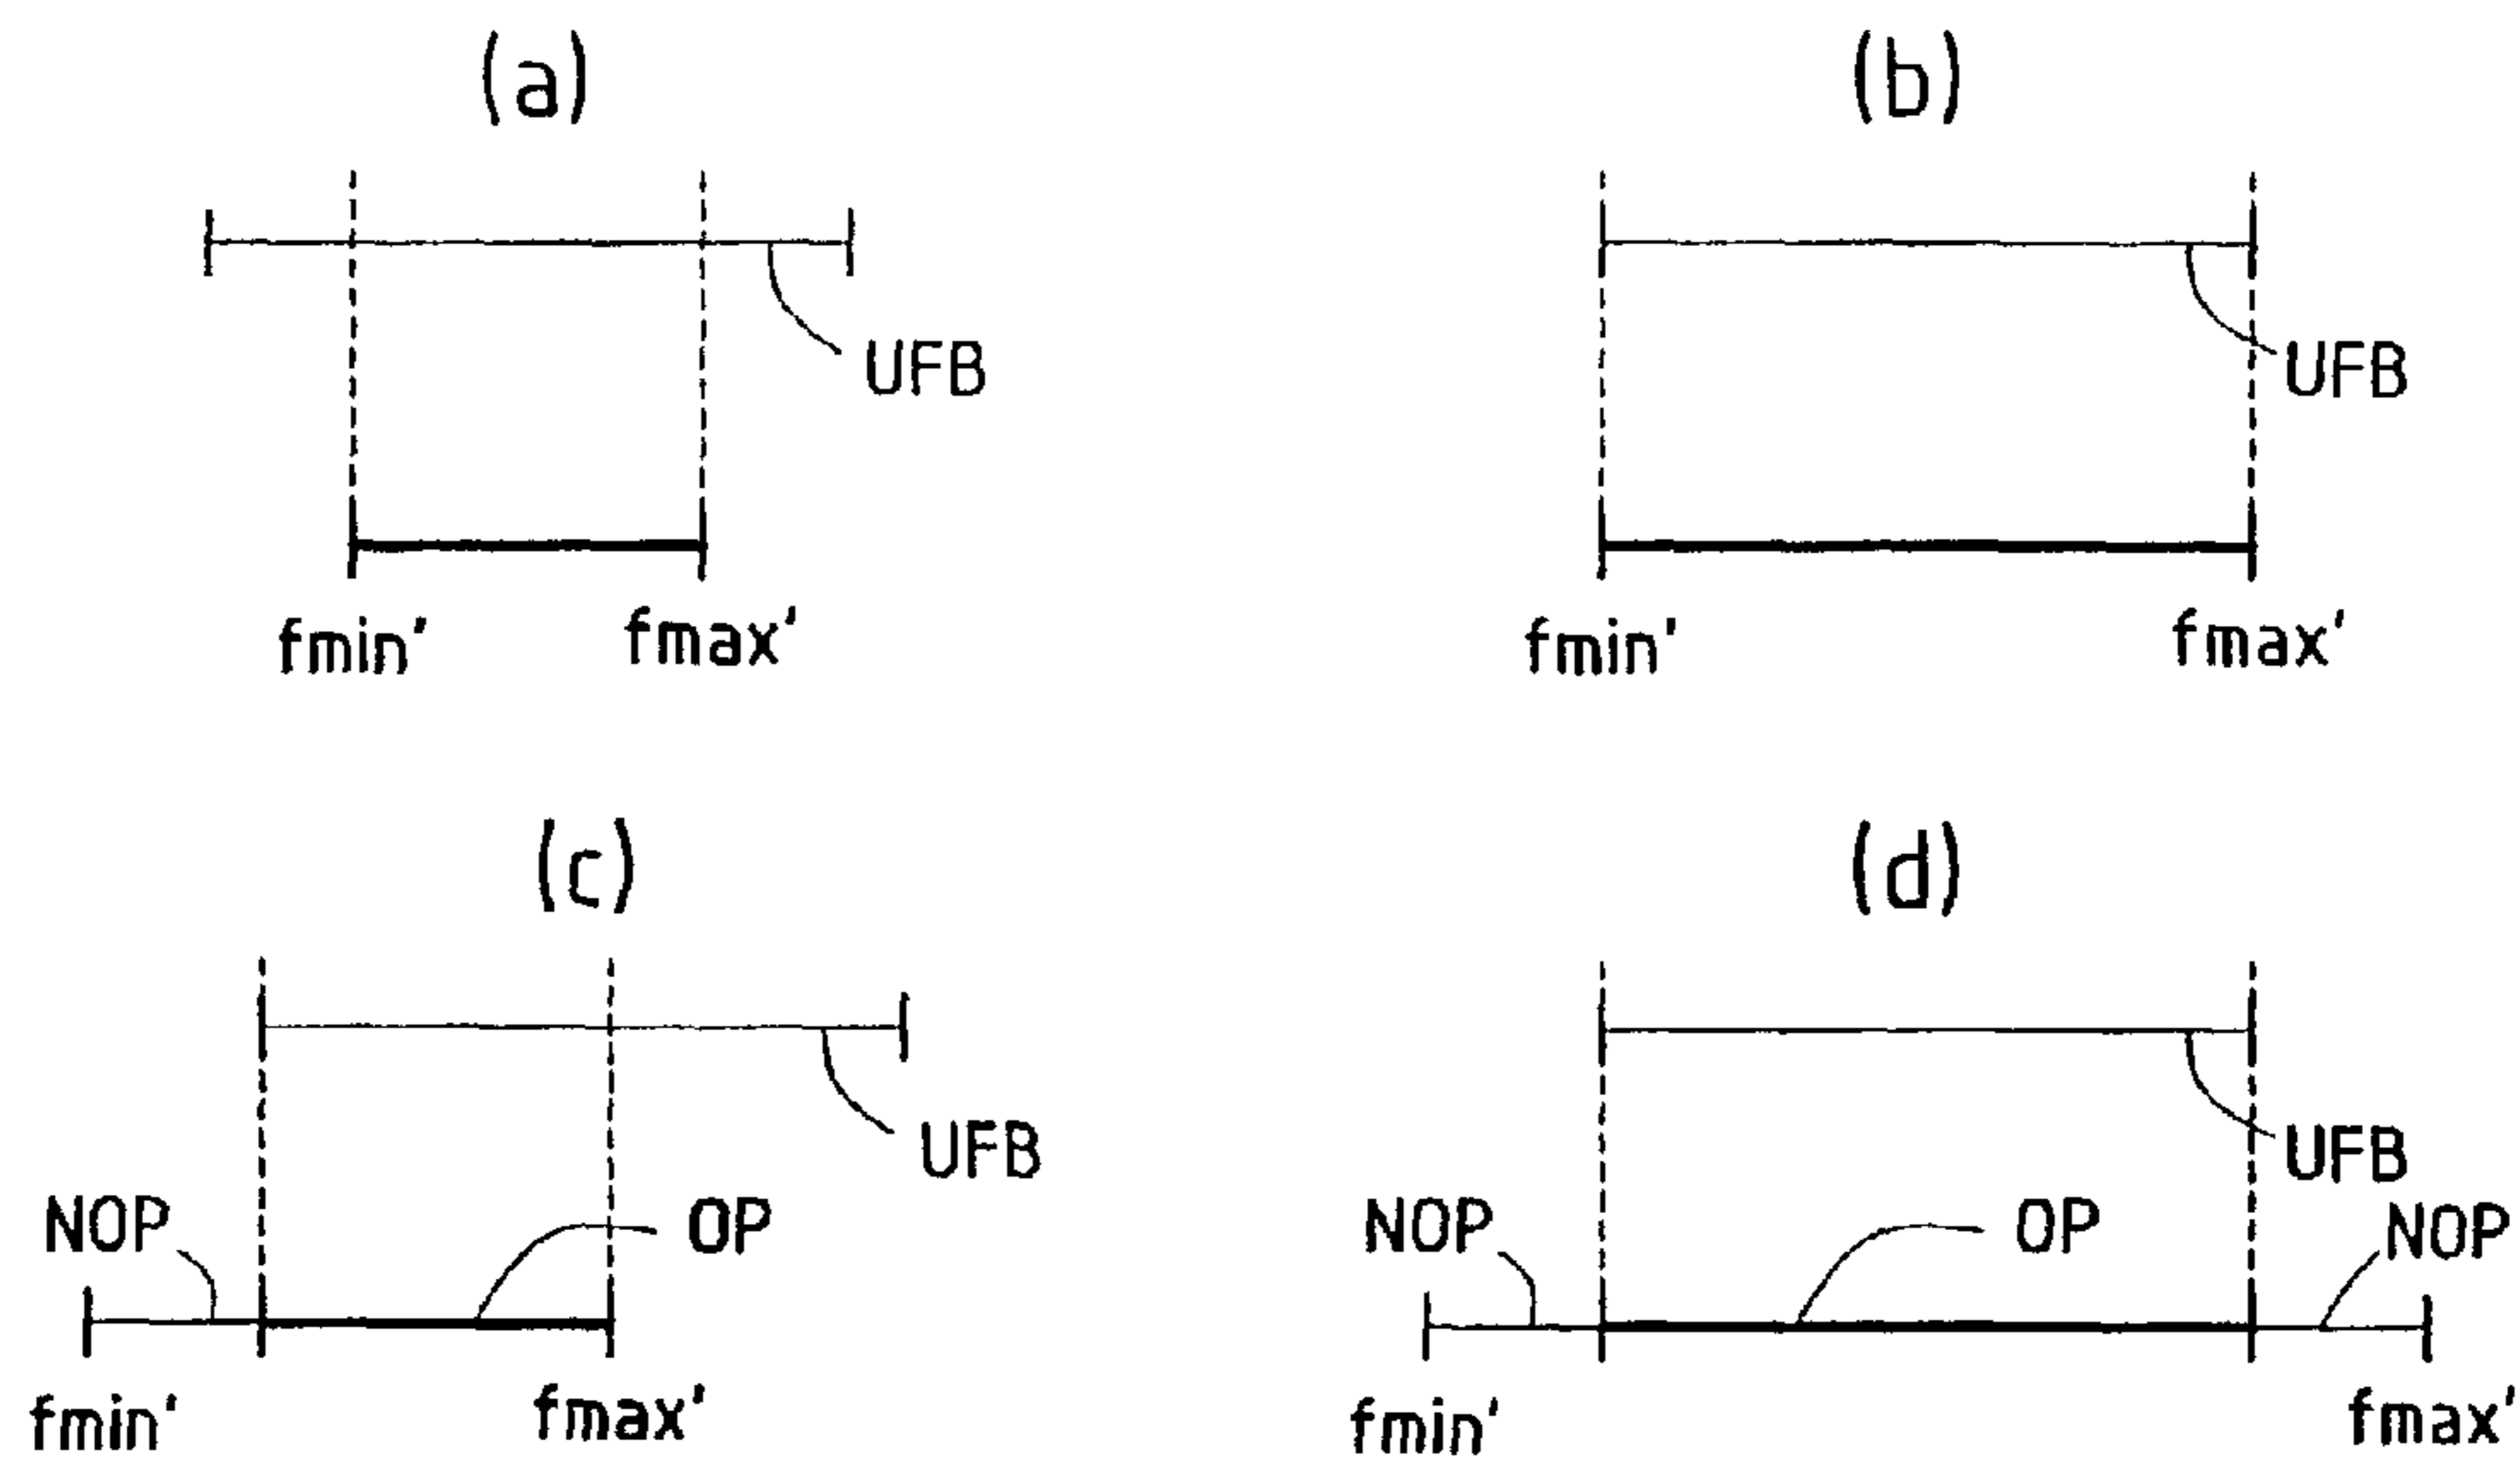 (a)
(b)
UFB
UFB
fmin' fmax'
fmin' fmax'
(c)
(d)
UFB
UFB
NOP OP
NOP OP NOP
fmin' fmax'
fmin' fmax'